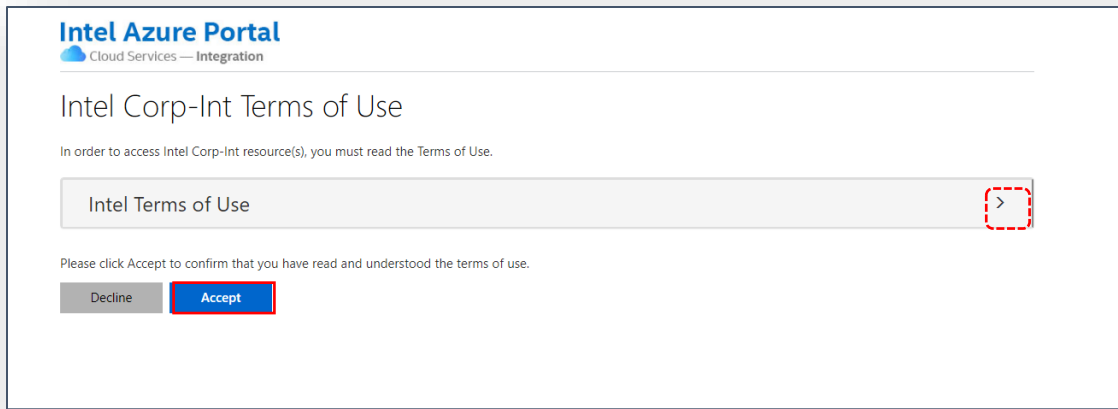 Intel Azure Portal
Cloud Services — Integration
Intel Corp-Int Terms of Use
In order to access Intel Corp-Int resource(s), you must read the Terms of Use.
Intel Terms of Use
Please click Accept to confirm that you have read and understood the terms of use.
Decline Accept